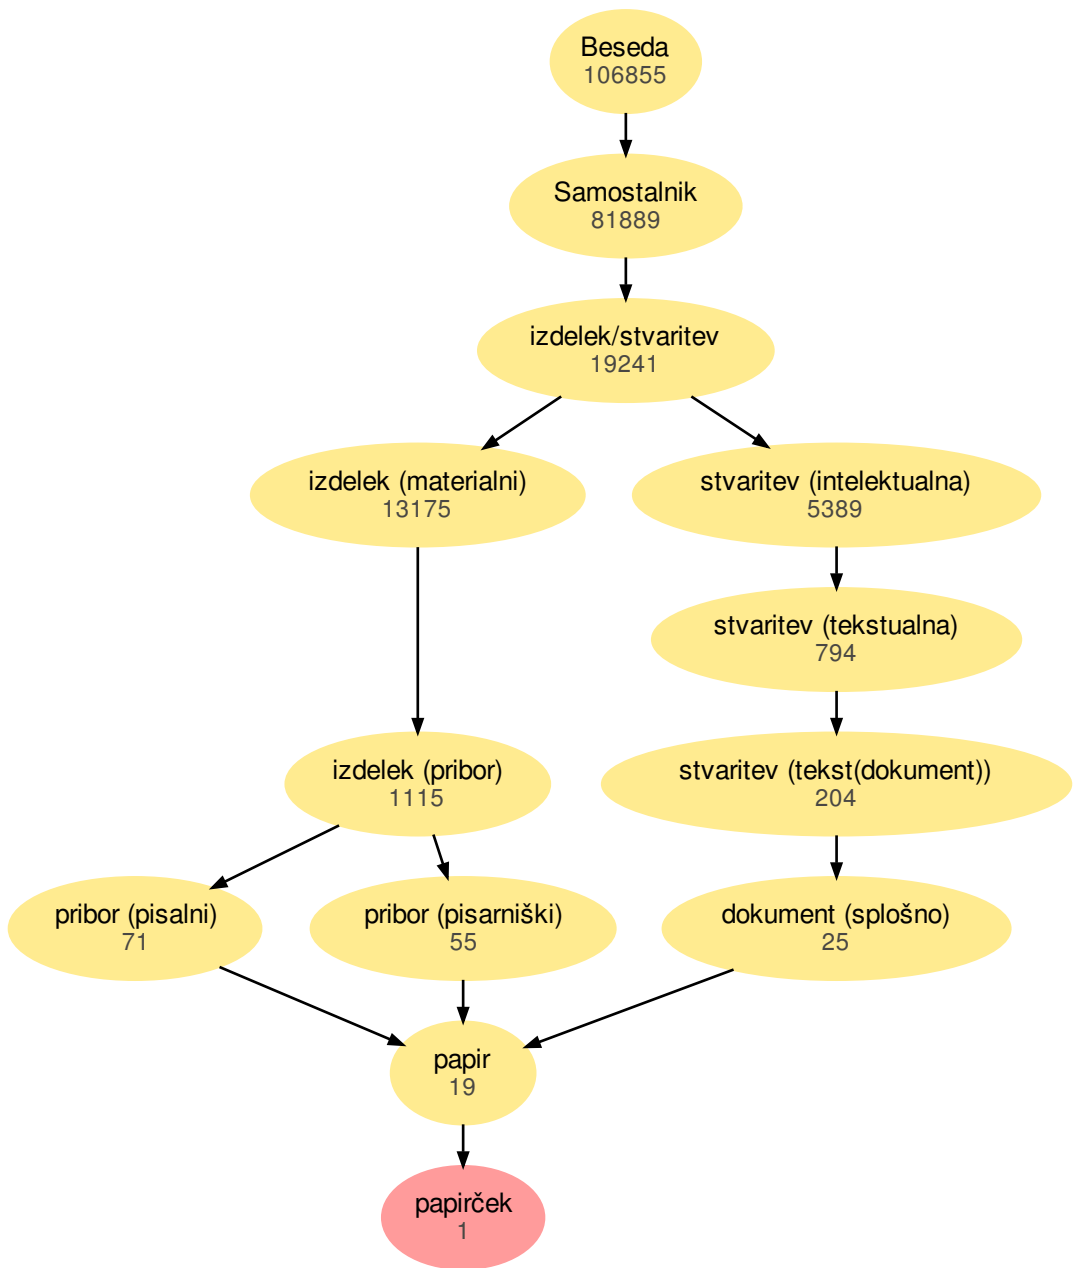 Beseda
106855
Samostalnik
81889
izdelek/stvaritev
19241
izdelek (materialni)
13175
stvaritev (intelektualna)
5389
stvaritev (tekstualna)
794
izdelek (pribor)
1115
stvaritev (tekst(dokument))
204
pribor (pisalni)
71
pribor (pisarniški)
55
dokument (splošno)
25
papir
19
papirček
1